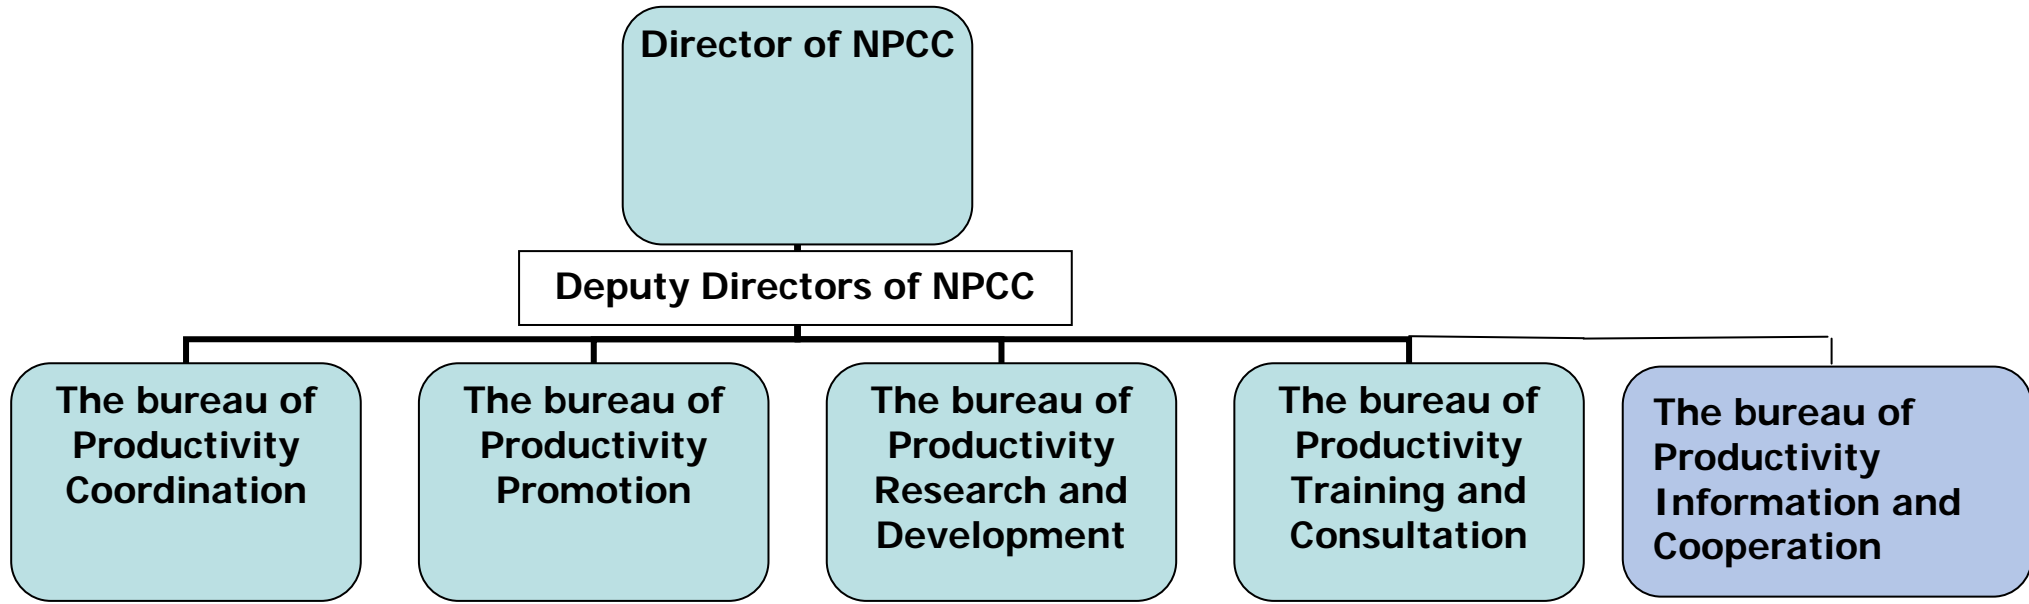 Director of NPCC
Deputy Directors of NPCC
The bureau of
Productivity
Coordination
The bureau of
Productivity
Promotion
The bureau of
Productivity
Research and
Development
The bureau of
Productivity
Training and
Consultation
The bureau of
Productivity
Information and
Cooperation